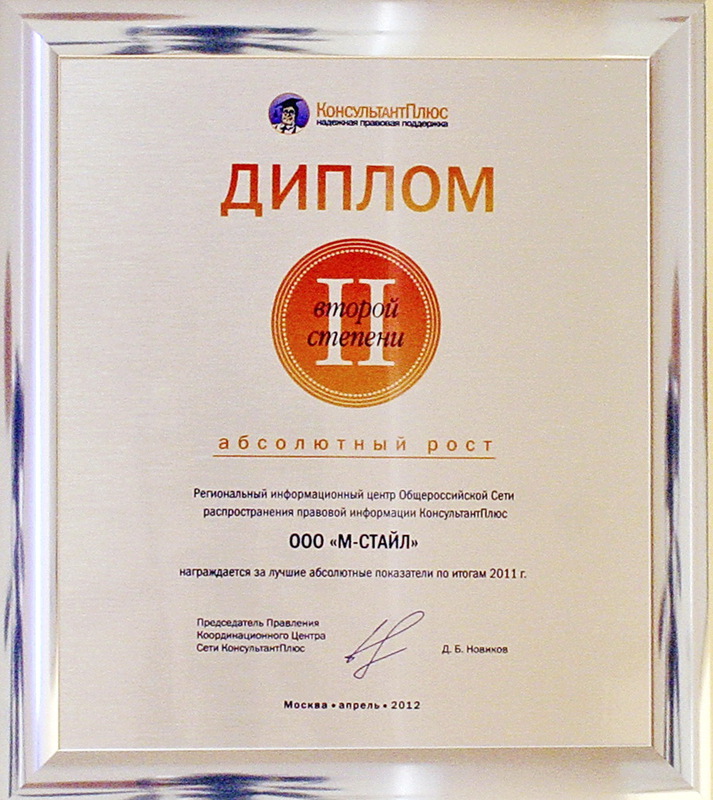 КонсультантПлюс
надежная правовая поддержка
ДИПЛОМ
II
второй
степени
абсолютный рост
Региональный информационный центр Общероссийской Сети
распространения правовой информации КонсультантПлюс
ООО «М-СТАЙЛ»
награждается за лучшие абсолютные показатели по итогам 2011 г.
Председатель Правления
Координационного Центра
Сети КонсультантПлюс
Д. Б. Новиков
Москва • апрель • 2012